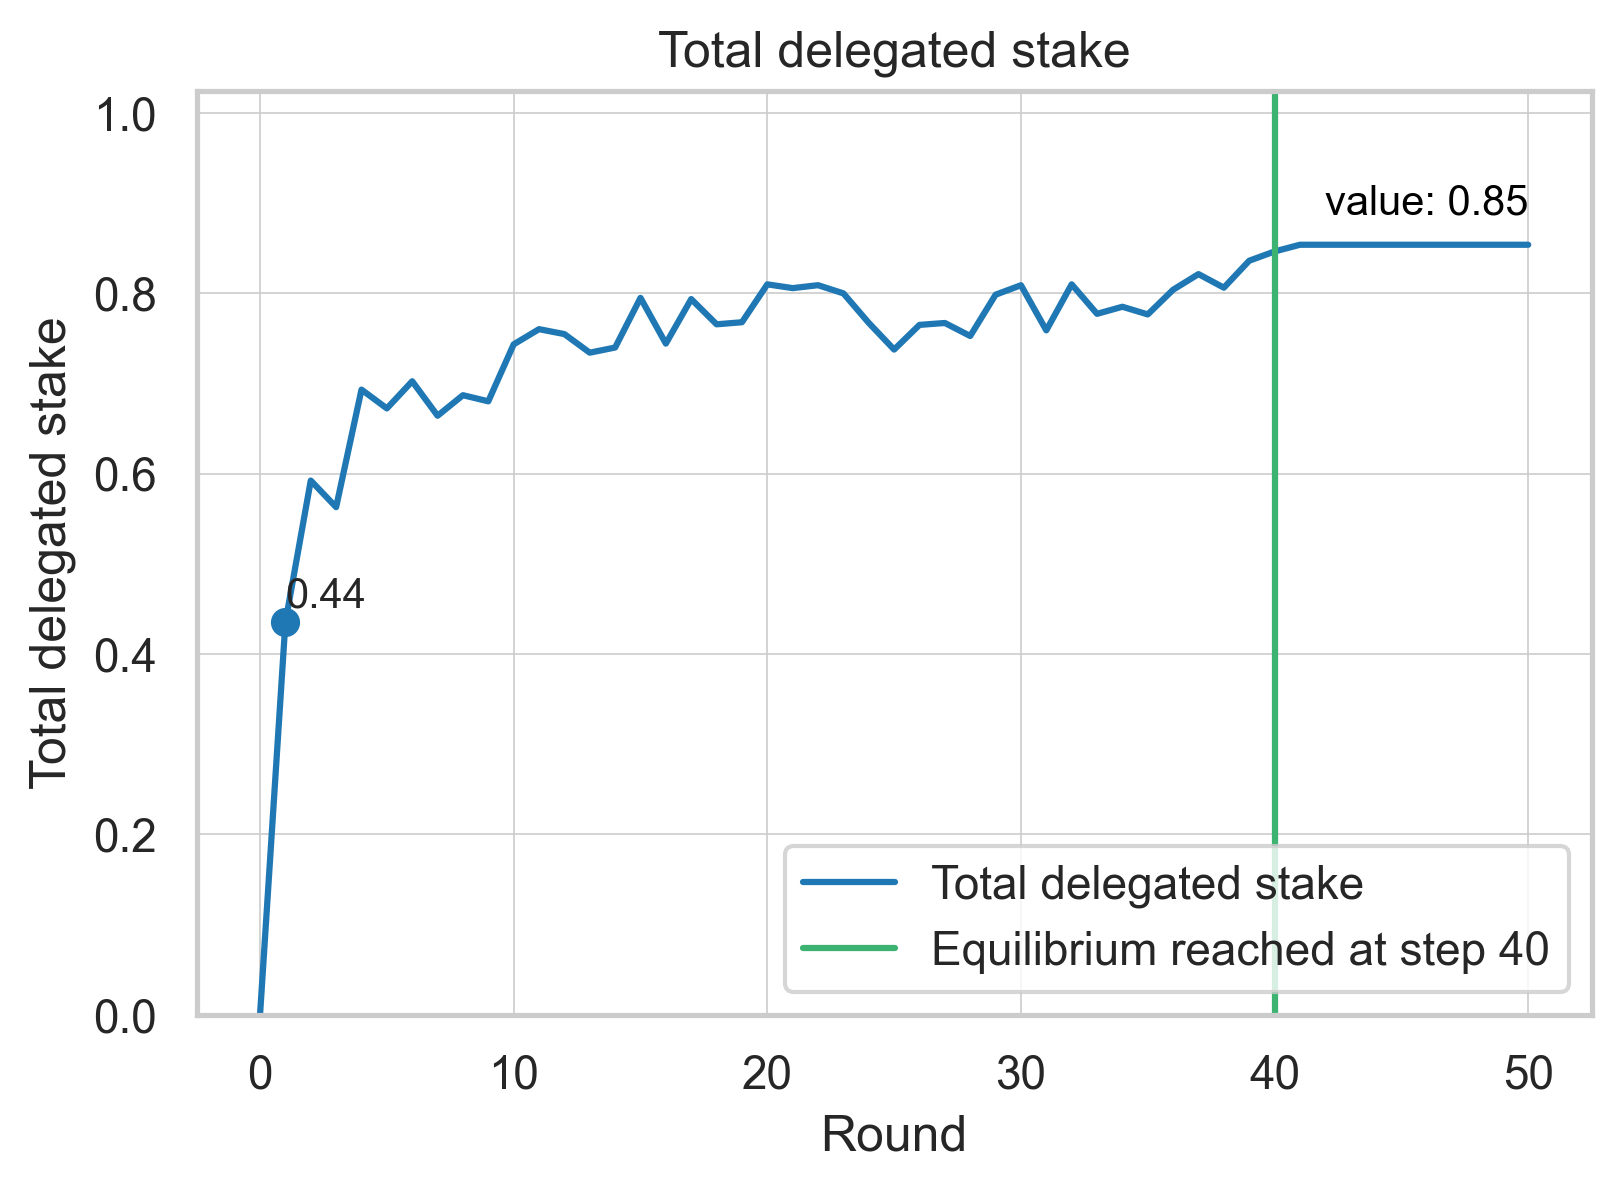 Total delegated stake
Total delegated stake
1.0
0.8
0.6
0.4
0.2
0.0
value: 0.85
0.44
Total delegated stake
Equilibrium reached at step 40
0
10
20
30
40
50
Round